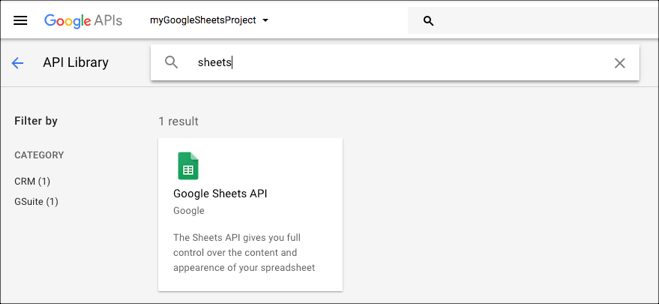 Google APIs myGoogleSheetsProject
API Library sheets
Filter by
1 result
CATEGORY
CRM (1)
GSuite (1)
Google Sheets API
Google
The Sheets API gives you full
control over the content and
appearence of your spreadsheet